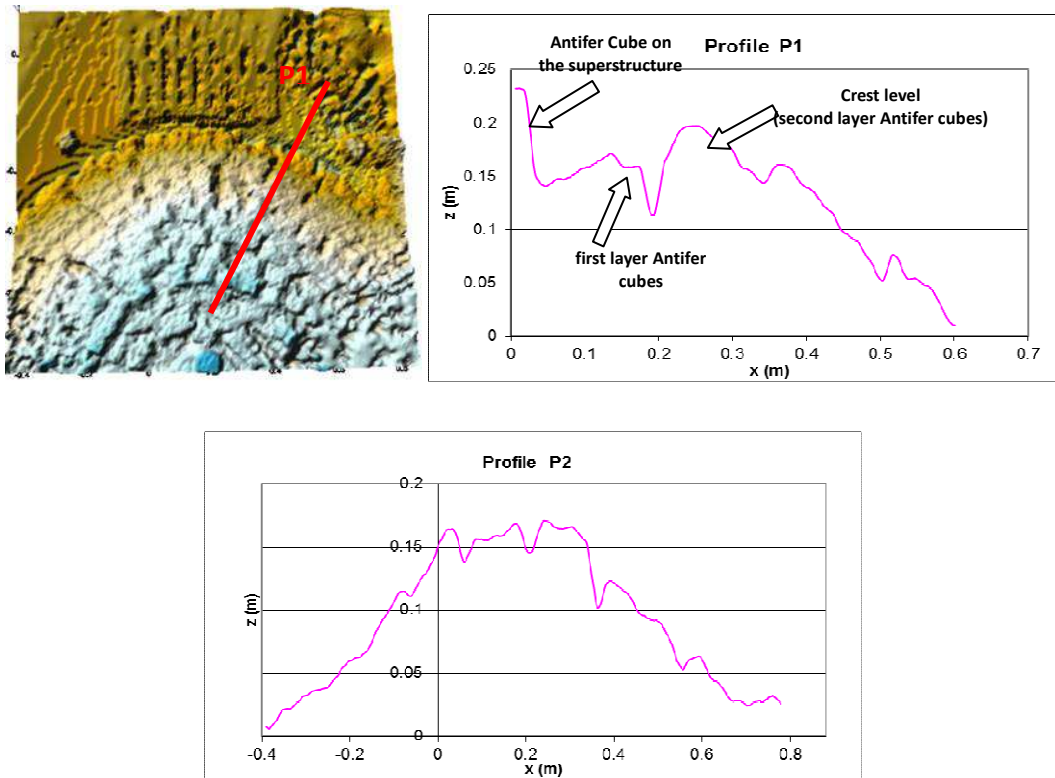 P1
Profile P1
Antifer Cube on
the superstructure
Crest level
(second layer Antifer cubes)
first layer Antifer
cubes
0.25
0.2
0.15
0.1
0.05
0
z (m)
0 0.1 0.2 0.3 0.4 0.5 0.6 0.7
x (m)
Profile P2
0.2
0.15
0.1
0.05
0
z (m)
-0.4 -0.2 0 0.2 0.4 0.6 0.8
x (m)